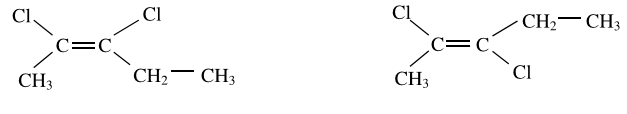 Cl Cl
C=C
CH₃ CH₂—CH₃
Cl CH₂—CH₃
C=C
CH₃ Cl